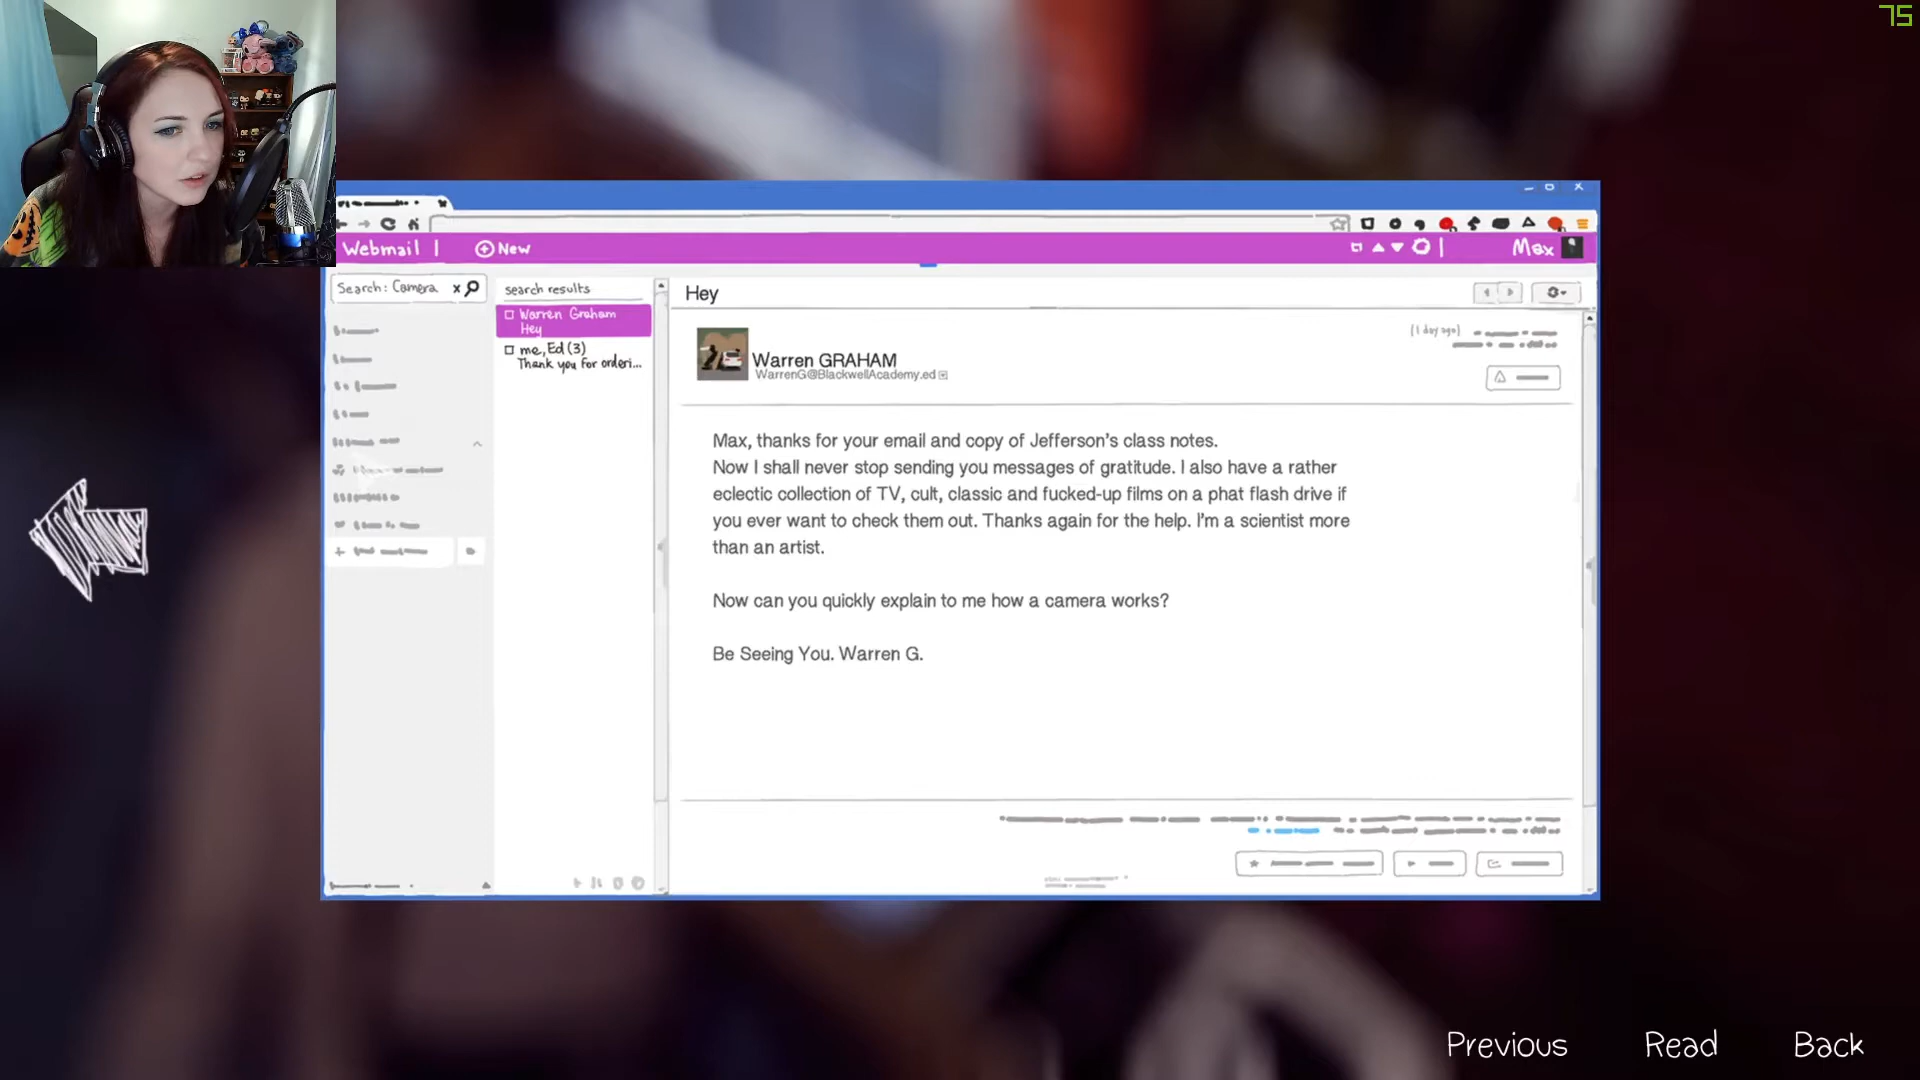 75
Webmail |
New
Max
Search: Camera x
search results
Hey
Warren Graham
Hey
me, Ed (3)
Thank you for orderi...
(1 day ago)
Warren GRAHAM
WarrenG@BlackwellAcademy.ed
Max, thanks for your email and copy of Jefferson's class notes.
Now I shall never stop sending you messages of gratitude. I also have a rather
eclectic collection of TV, cult, classic and fucked-up films on a phat flash drive if
you ever want to check them out. Thanks again for the help. I'm a scientist more
than an artist.
Now can you quickly explain to me how a camera works?
Be Seeing You. Warren G.
Previous
Read
Back